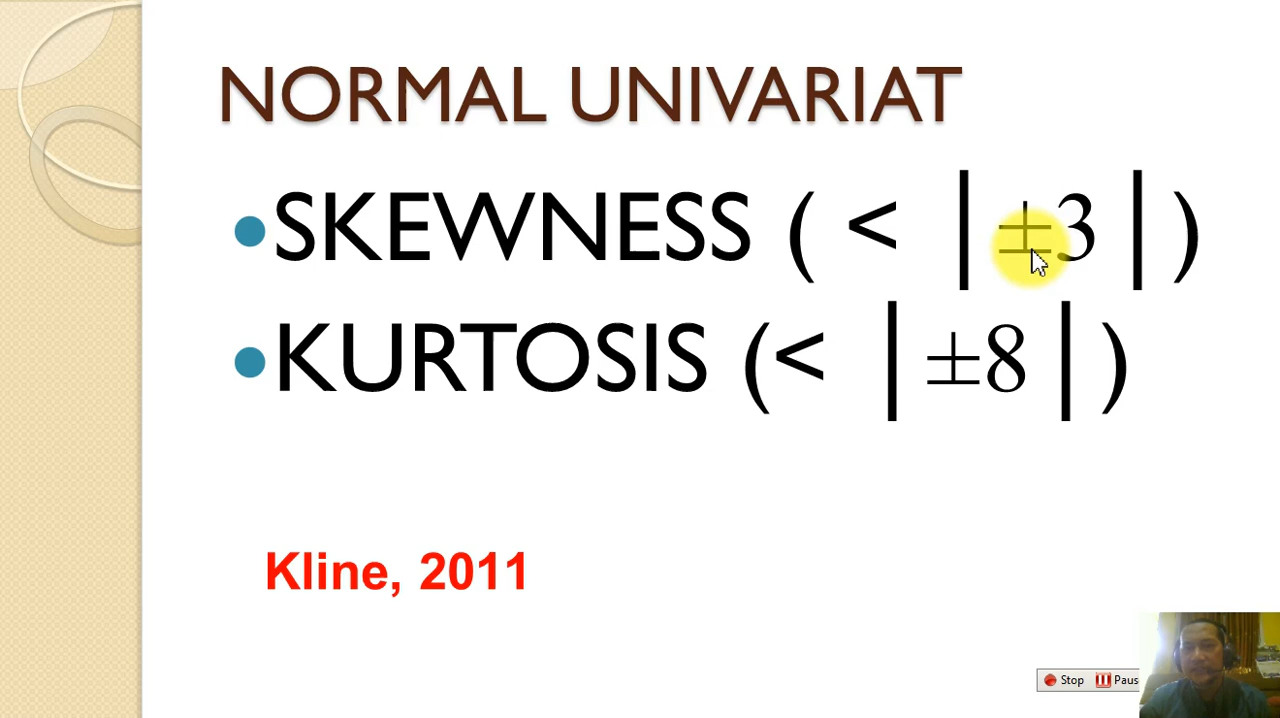 NORMAL UNIVARIAT
•SKEWNESS ( < |±3|)
•KURTOSIS (< |±8|)
Kline, 2011
Stop Paus